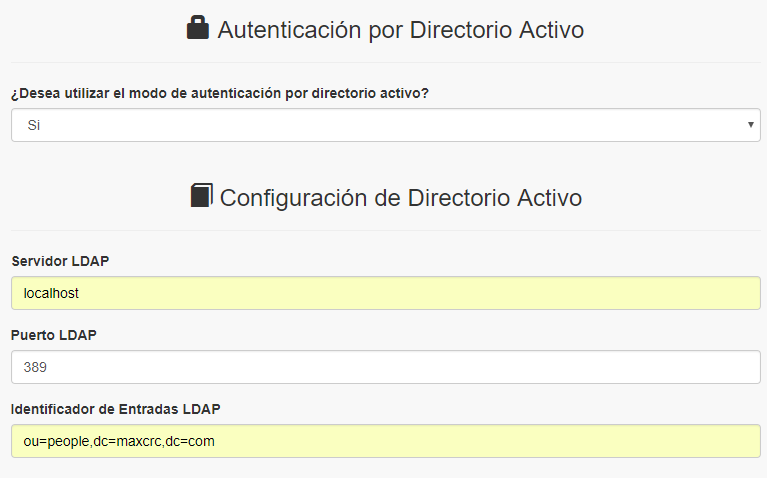 Autenticación por Directorio Activo
¿Desea utilizar el modo de autenticación por directorio activo?
Si
Configuración de Directorio Activo
Servidor LDAP
localhost
Puerto LDAP
389
Identificador de Entradas LDAP
ou=people,dc=maxcrc,dc=com